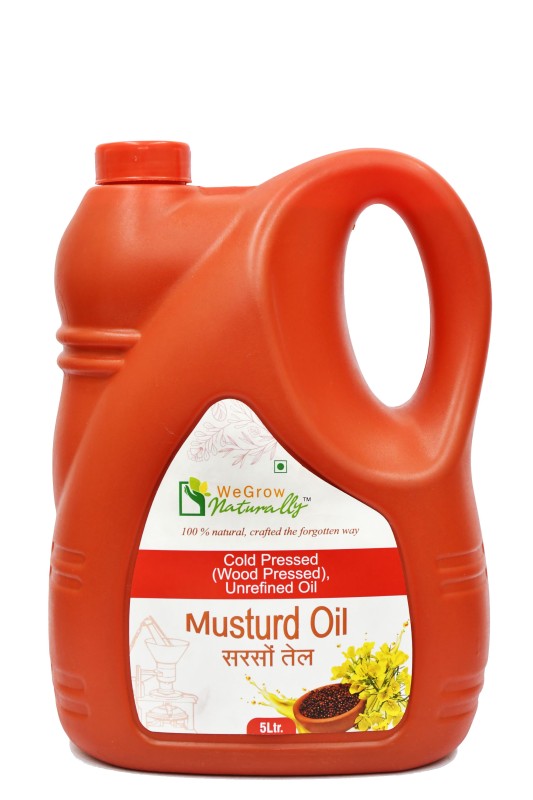 WeGrow
Naturally™
100 % natural, crafted the forgotten way
Cold Pressed
(Wood Pressed),
Unrefined Oil
Musturd Oil
सरसों तेल
5Ltr.